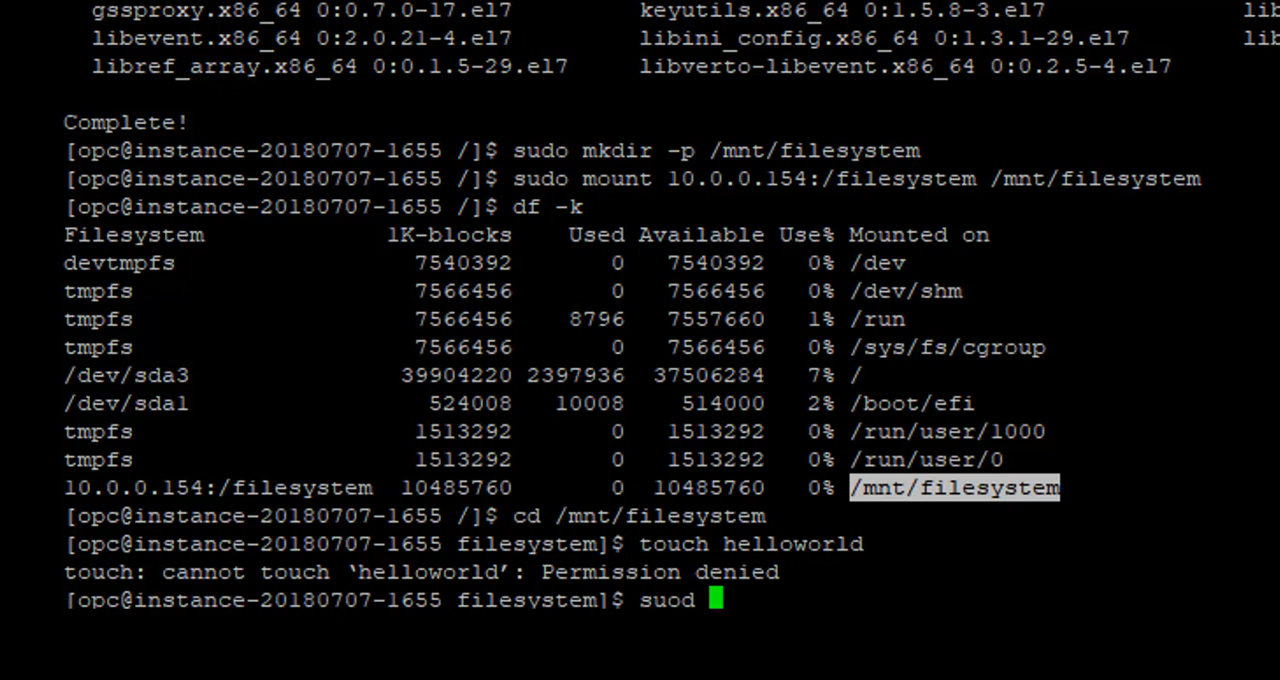 gssproxy.x86_64 0:0.7.0-17.el7 keyutils.x86_64 0:1.5.8-3.el7 lib
libevent.x86_64 0:2.0.21-4.el7 libini_config.x86_64 0:1.3.1-29.el7 lib
libref_array.x86_64 0:0.1.5-29.el7 libverto-libevent.x86_64 0:0.2.5-4.el7
Complete!
[opc@instance-20180707-1655 /]$ sudo mkdir -p /mnt/filesystem
[opc@instance-20180707-1655 /]$ sudo mount 10.0.0.154:/filesystem /mnt/filesystem
[opc@instance-20180707-1655 /]$ df -k
Filesystem 1K-blocks Used Available Use% Mounted on
devtmpfs 7540392 0 7540392 0% /dev
tmpfs 7566456 0 7566456 0% /dev/shm
tmpfs 7566456 8796 7557660 1% /run
tmpfs 7566456 0 7566456 0% /sys/fs/cgroup
/dev/sda3 39904220 2397936 37506284 7% /
/dev/sda1 524008 10008 514000 2% /boot/efi
tmpfs 1513292 0 1513292 0% /run/user/1000
tmpfs 1513292 0 1513292 0% /run/user/0
10.0.0.154:/filesystem 10485760 0 10485760 0% /mnt/filesystem
[opc@instance-20180707-1655 /]$ cd /mnt/filesystem
[opc@instance-20180707-1655 filesystem]$ touch helloworld
touch: cannot touch ‘helloworld’: Permission denied
[opc@instance-20180707-1655 filesystem]$ suod